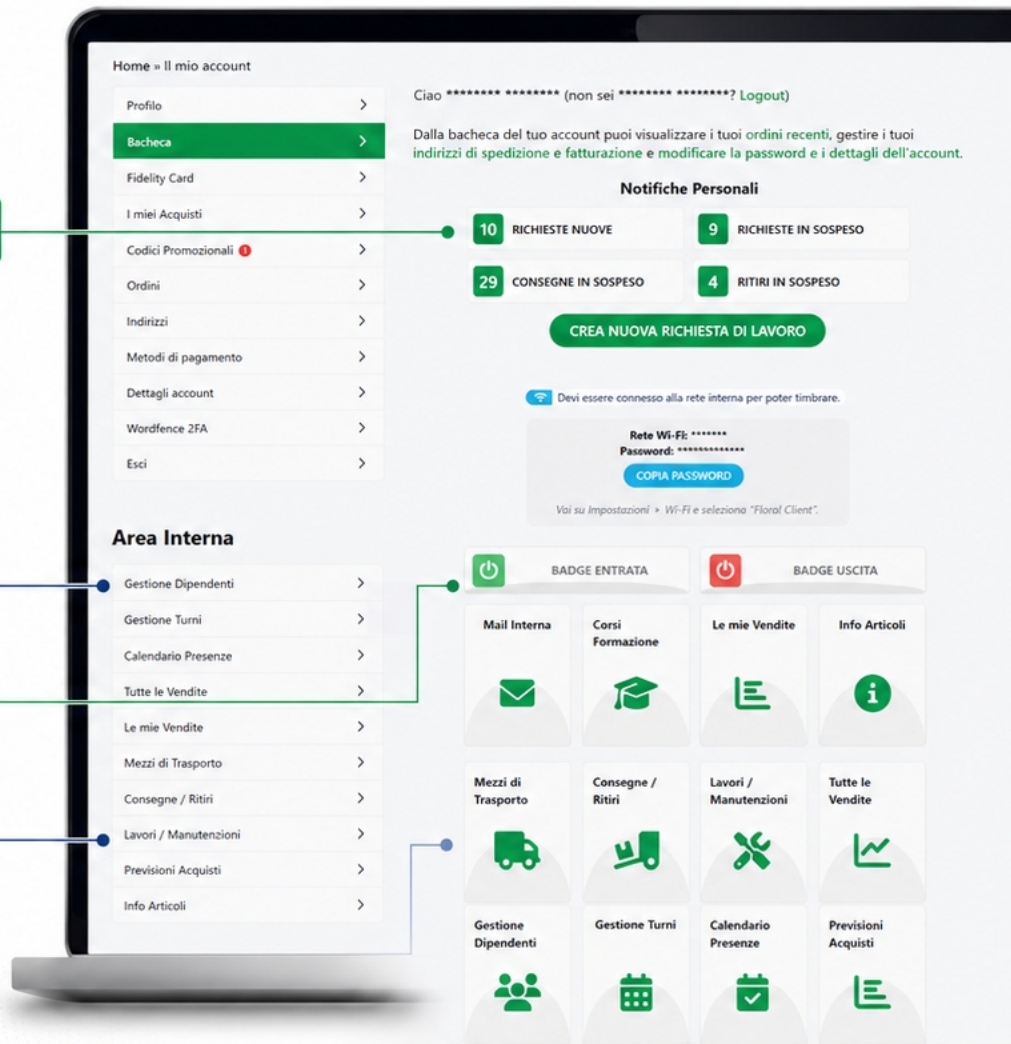 Home » Il mio account
Profilo
Bacheca
Fidelity Card
I miei Acquisti
Codici Promozionali 1
Ordini
Indirizzi
Metodi di pagamento
Dettagli account
Wordfence 2FA
Esci
Area Interna
Gestione Dipendenti
Gestione Turni
Calendario Presenze
Tutte le Vendite
Le mie Vendite
Mezzi di Trasporto
Consegne / Ritiri
Lavori / Manutenzioni
Previsioni Acquisti
Info Articoli
Ciao ******** ******** (non sei ******** ********? Logout)
Dalla bacheca del tuo account puoi visualizzare i tuoi ordini recenti, gestire i tuoi
indirizzi di spedizione e fatturazione e modificare la password e i dettagli dell'account.
Notifiche Personali
10 RICHIESTE NUOVE
9 RICHIESTE IN SOSPESO
29 CONSEGNE IN SOSPESO
4 RITIRI IN SOSPESO
CREA NUOVA RICHIESTA DI LAVORO
Devi essere connesso alla rete interna per poter timbrare.
Rete Wi-Fi: *******
Password: *************
COPIA PASSWORD
Vai su Impostazioni ▸ Wi-Fi e seleziona "Floral Client".
BADGE ENTRATA
BADGE USCITA
Mail Interna
Corsi
Formazione
Le mie Vendite
Info Articoli
Mezzi di
Trasporto
Consegne /
Ritiri
Lavori /
Manutenzioni
Tutte le
Vendite
Gestione
Dipendenti
Gestione Turni
Calendario
Presenze
Previsioni
Acquisti